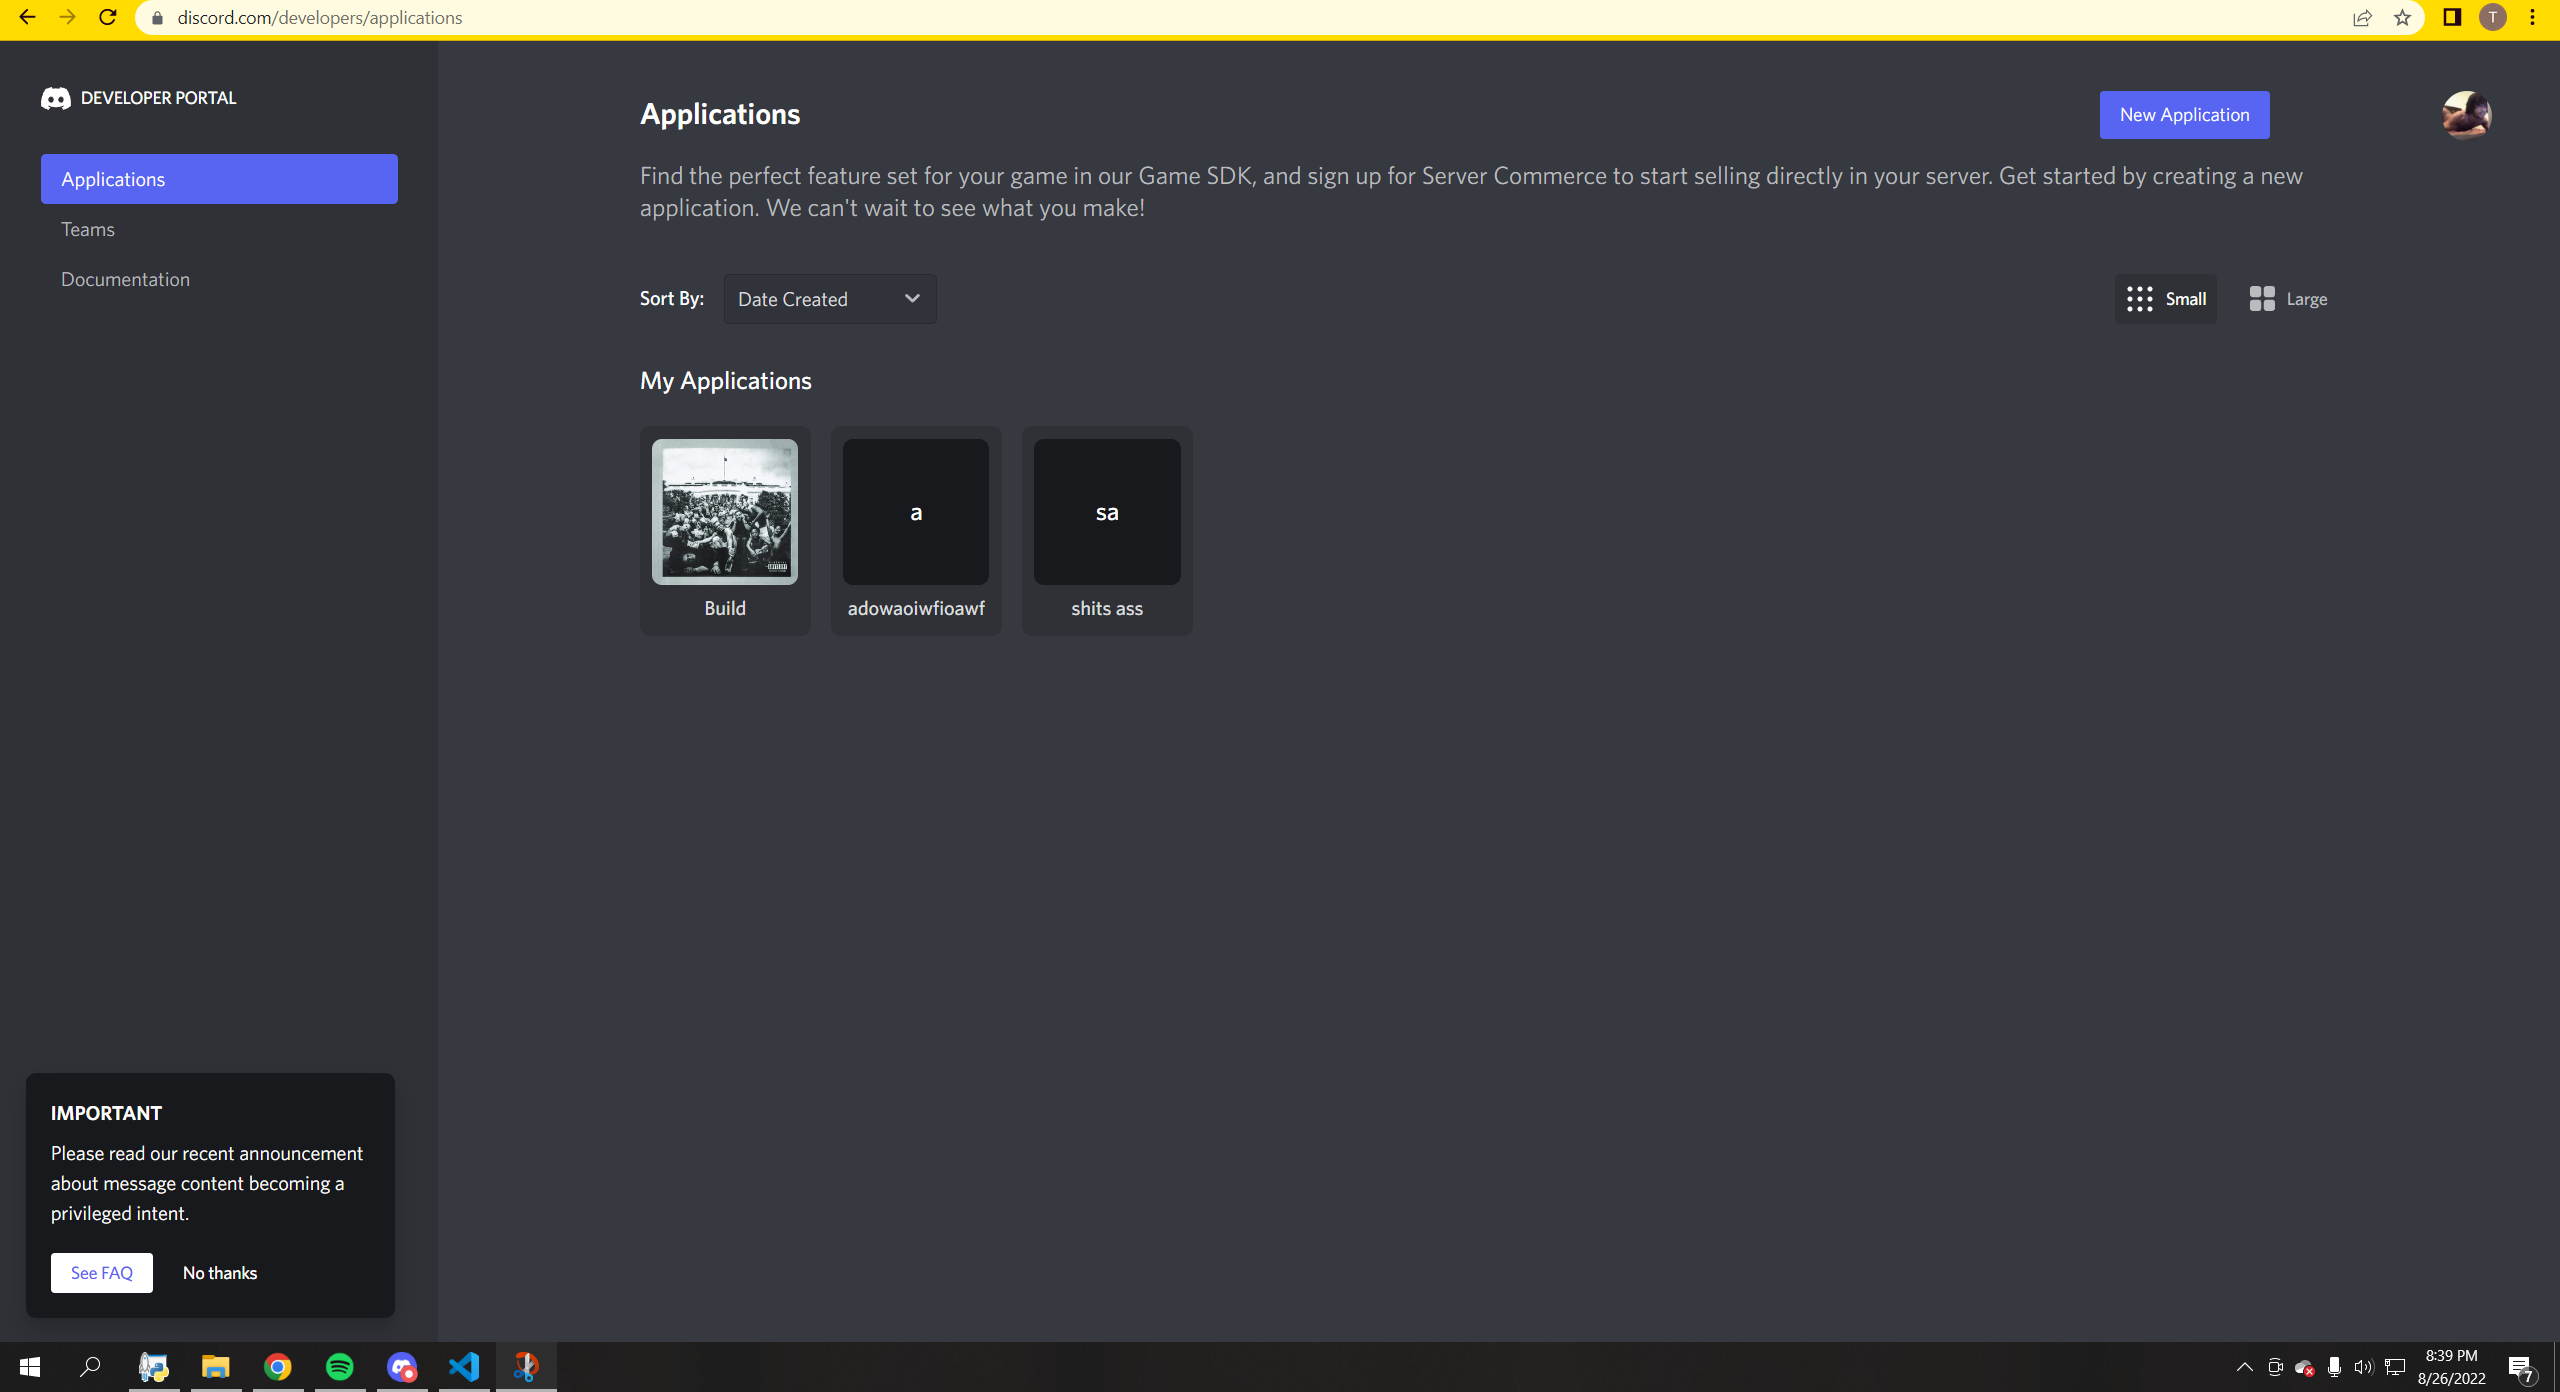 discord.com/developers/applications
T
DEVELOPER PORTAL
Applications
Teams
Documentation
Applications
New Application
Find the perfect feature set for your game in our Game SDK, and sign up for Server Commerce to start selling directly in your server. Get started by creating a new
application. We can't wait to see what you make!
Sort By:
Date Created
Small
Large
My Applications
a
sa
Build
adowaoiwfioawf
shits ass
IMPORTANT
Please read our recent announcement
about message content becoming a
privileged intent.
See FAQ
No thanks
8:39 PM
8/26/2022
7